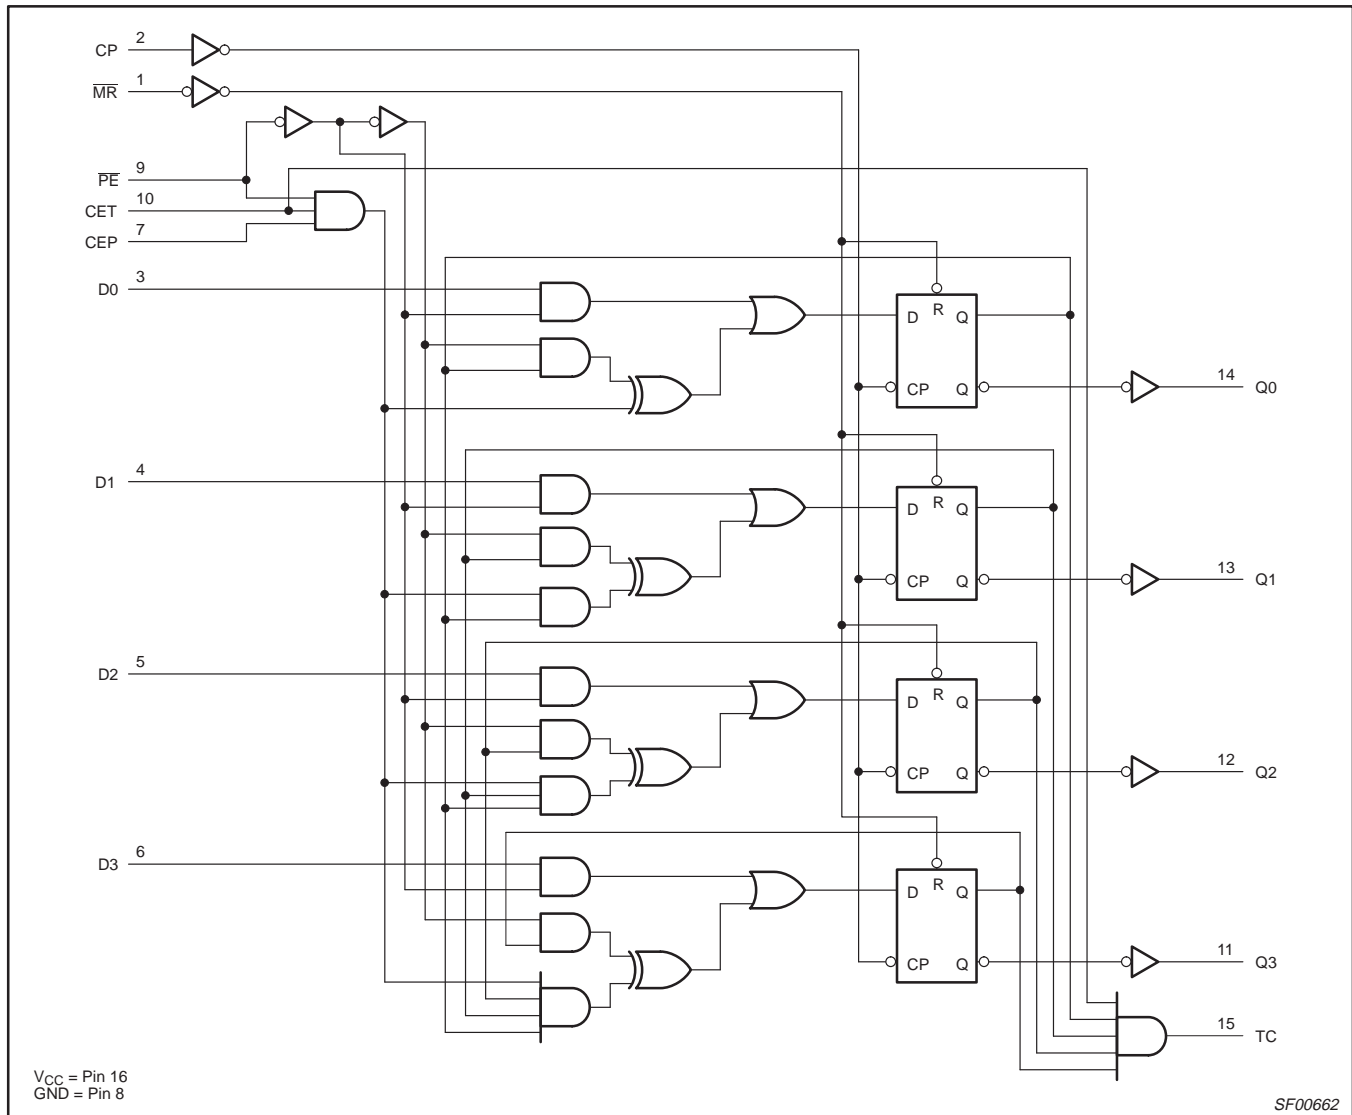 CP 2
MR 1
PE 9
CET 10
CEP 7
D0 3
D R Q
CP Q
14 Q0
D1 4
D R Q
CP Q
13 Q1
D2 5
D R Q
CP Q
12 Q2
D3 6
D R Q
CP Q
11 Q3
15 TC
VCC = Pin 16
GND = Pin 8
SF00662